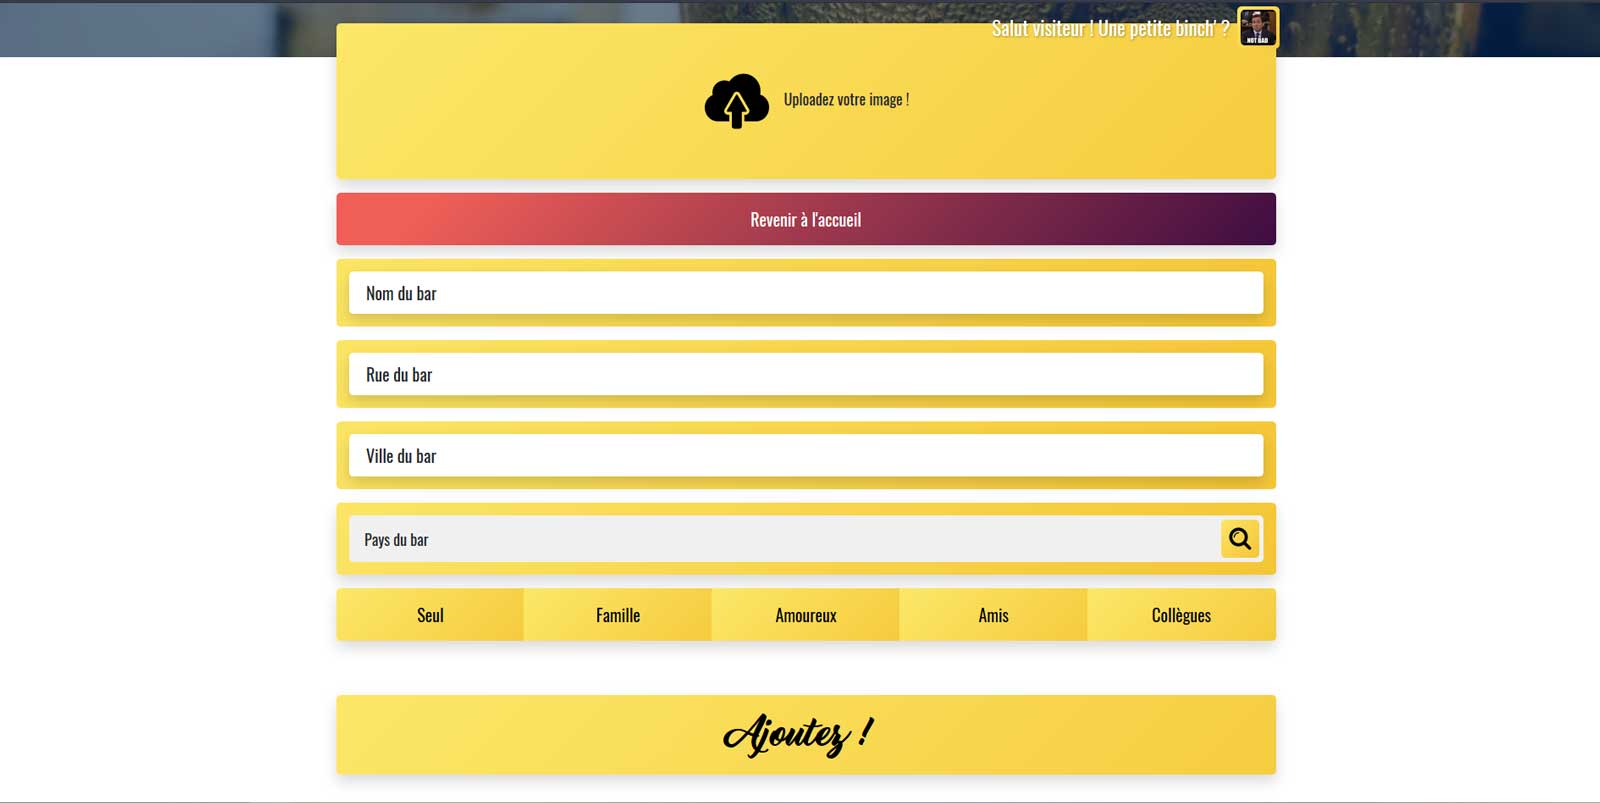 Salut visiteur ! Une petite binch' ?
NOT BAD
Uploadez votre image !
Revenir à l'accueil
Nom du bar
Rue du bar
Ville du bar
Pays du bar
Seul
Famille
Amoureux
Amis
Collègues
Ajoutez !